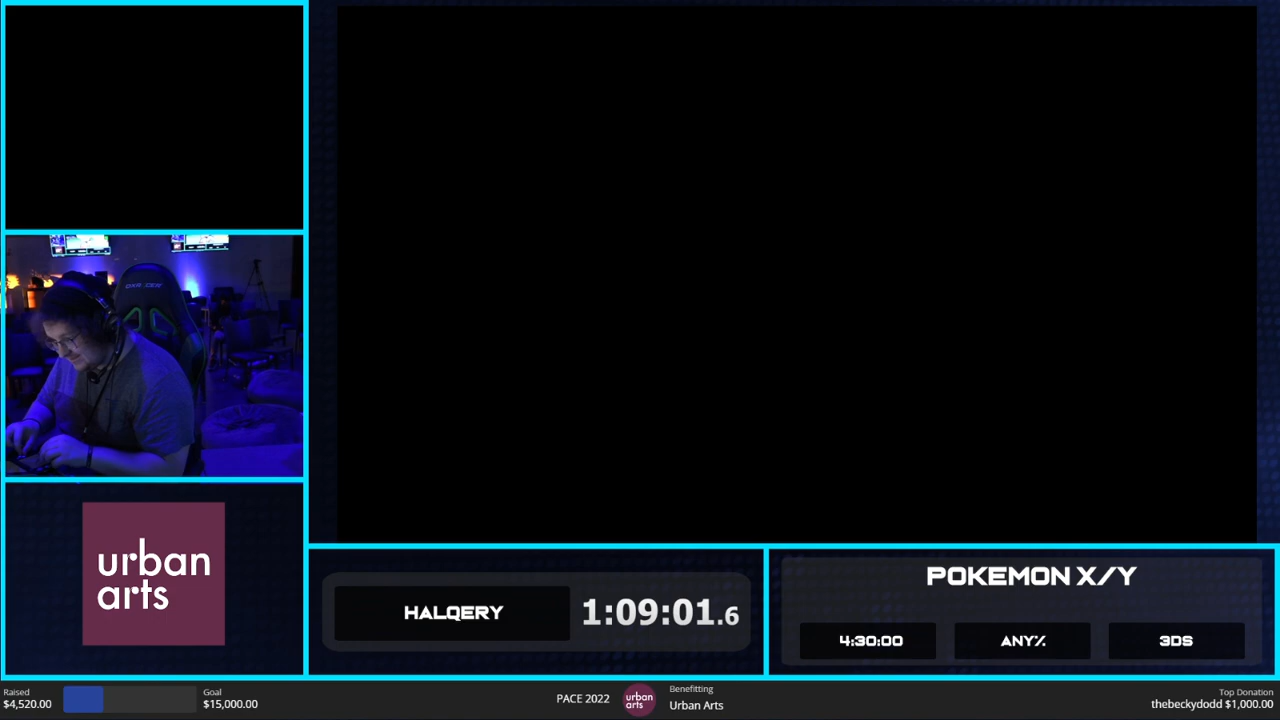 DXRACER
urban
arts
HALQERY
1:09:01.6
POKEMON X/Y
4:30:00
ANY%
3DS
Raised
$4,520.00
Goal
$15,000.00
PACE 2022
urban
arts
Benefitting
Urban Arts
Top Donation
thebeckydodd $1,000.00